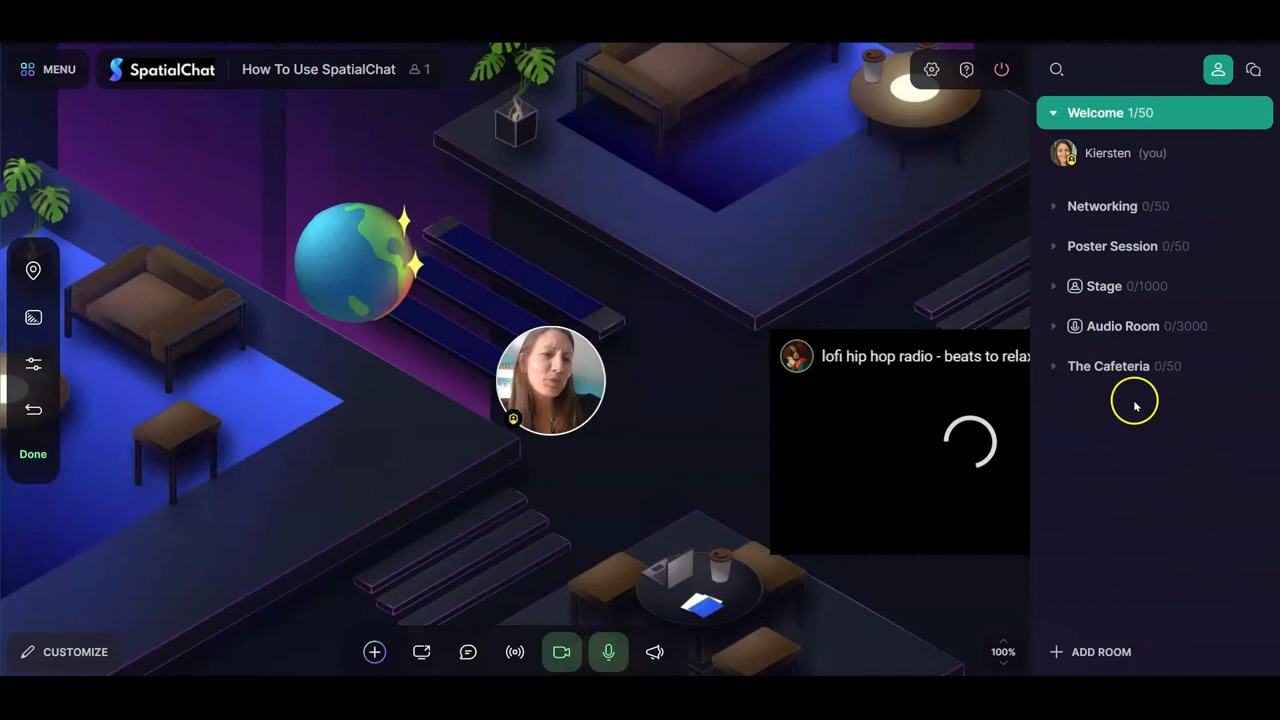 MENU
SpatialChat
How To Use SpatialChat
1
Welcome 1/50
Kiersten (you)
Networking 0/50
Poster Session 0/50
Stage 0/1000
Audio Room 0/3000
The Cafeteria 0/50
lofi hip hop radio - beats to relax
Done
CUSTOMIZE
100%
ADD ROOM